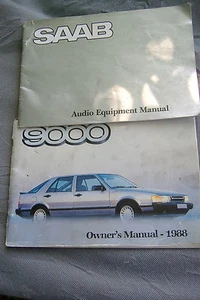 SAAB
Audio Equipment Manual
9000
Owner's Manual - 1988